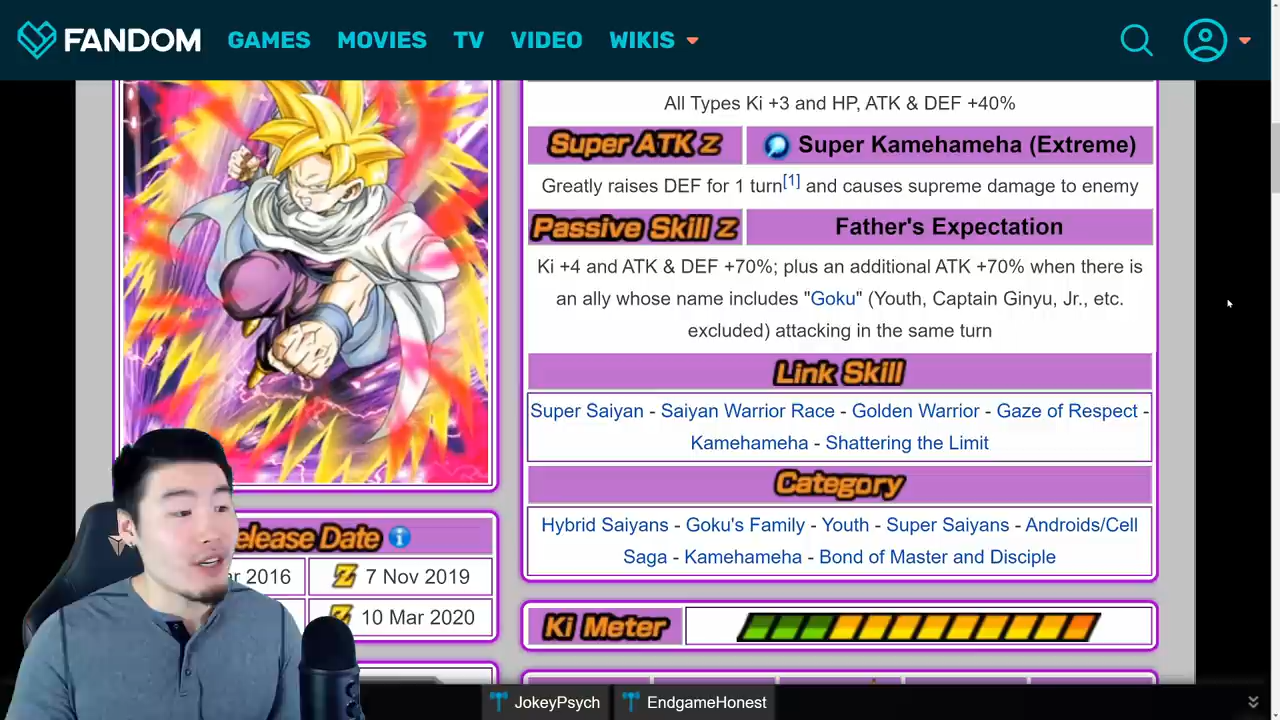 FANDOM GAMES MOVIES TV VIDEO WIKIS
All Types Ki +3 and HP, ATK & DEF +40%
Super ATK Z Super Kamehameha (Extreme)
Greatly raises DEF for 1 turn[1] and causes supreme damage to enemy
Passive Skill Z Father's Expectation
Ki +4 and ATK & DEF +70%; plus an additional ATK +70% when there is
an ally whose name includes "Goku" (Youth, Captain Ginyu, Jr., etc.
excluded) attacking in the same turn
Link Skill
Super Saiyan - Saiyan Warrior Race - Golden Warrior - Gaze of Respect -
Kamehameha - Shattering the Limit
Category
Hybrid Saiyans - Goku's Family - Youth - Super Saiyans - Androids/Cell
Saga - Kamehameha - Bond of Master and Disciple
elease Date
r 2016 Z 7 Nov 2019
Z 10 Mar 2020
Ki Meter
JokeyPsych EndgameHonest